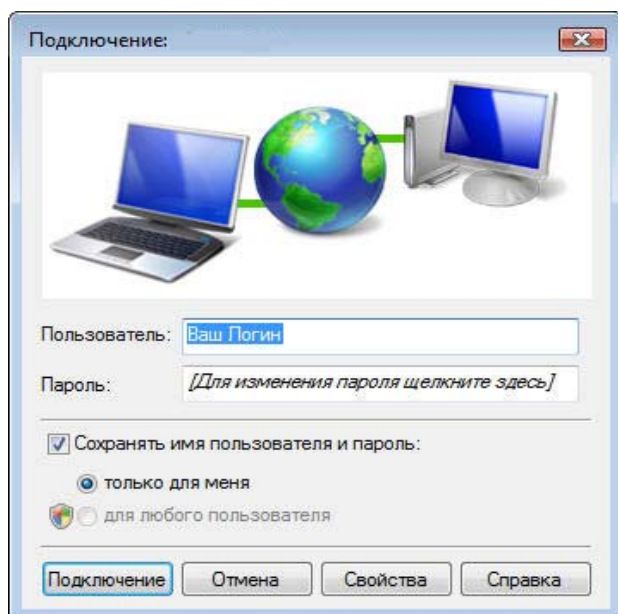 Подключение:
Пользователь: Ваш Логин
Пароль: [Для изменения пароля щелкните здесь]
Сохранять имя пользователя и пароль:
только для меня
для любого пользователя
Подключение Отмена Свойства Справка